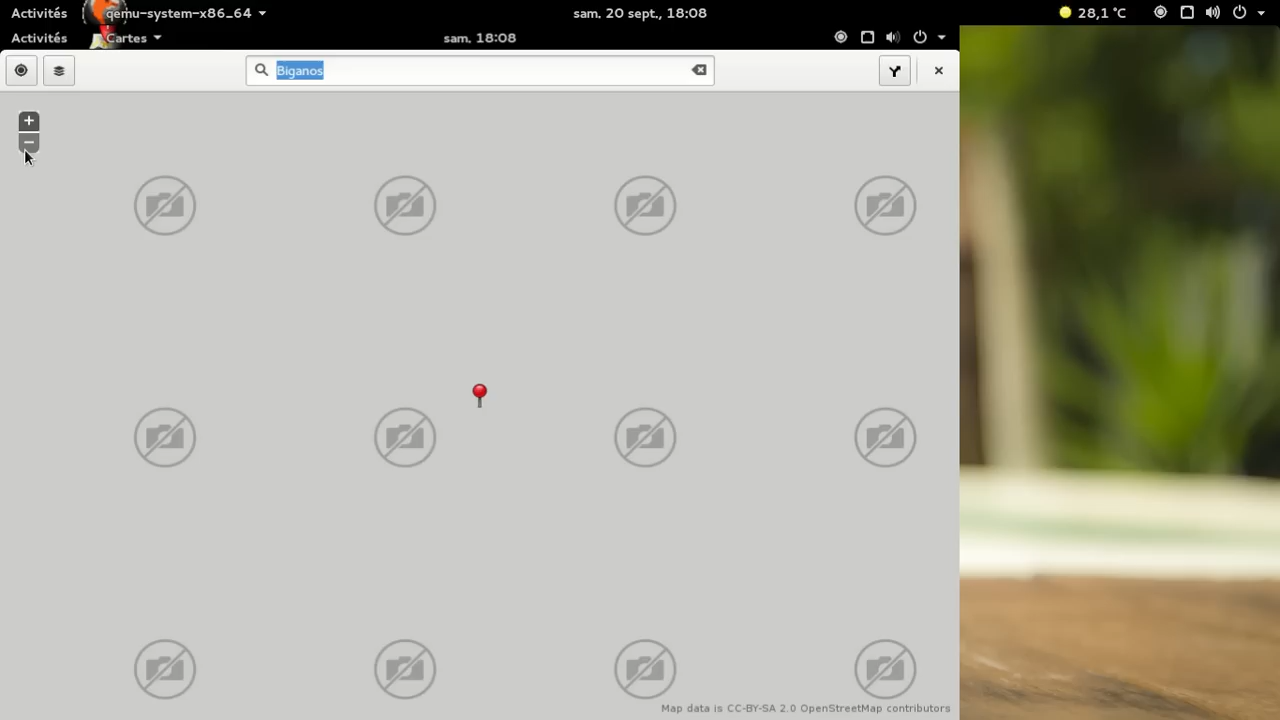 Activités qemu-system-x86_64 sam. 20 sept., 18:08 28,1 °C
Activités Cartes sam. 18:08
Biganos
Map data is CC-BY-SA 2.0 OpenStreetMap contributors